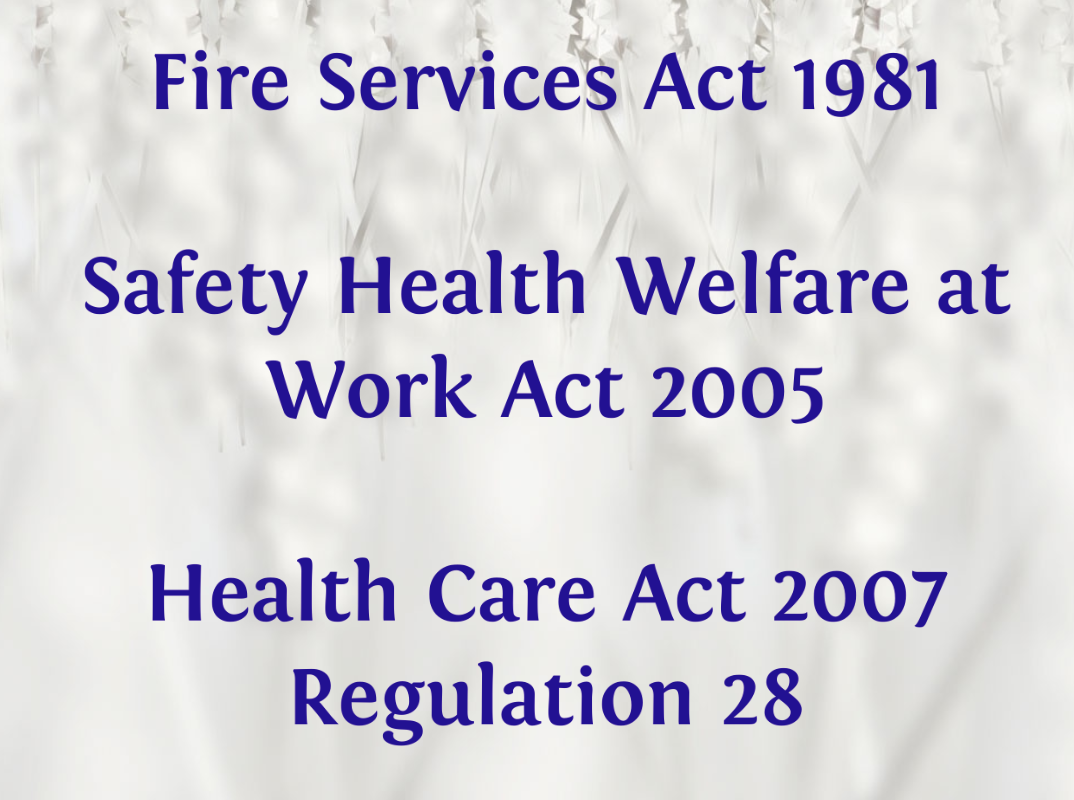 Fire Services Act 1981
Safety Health Welfare at
Work Act 2005
Health Care Act 2007
Regulation 28